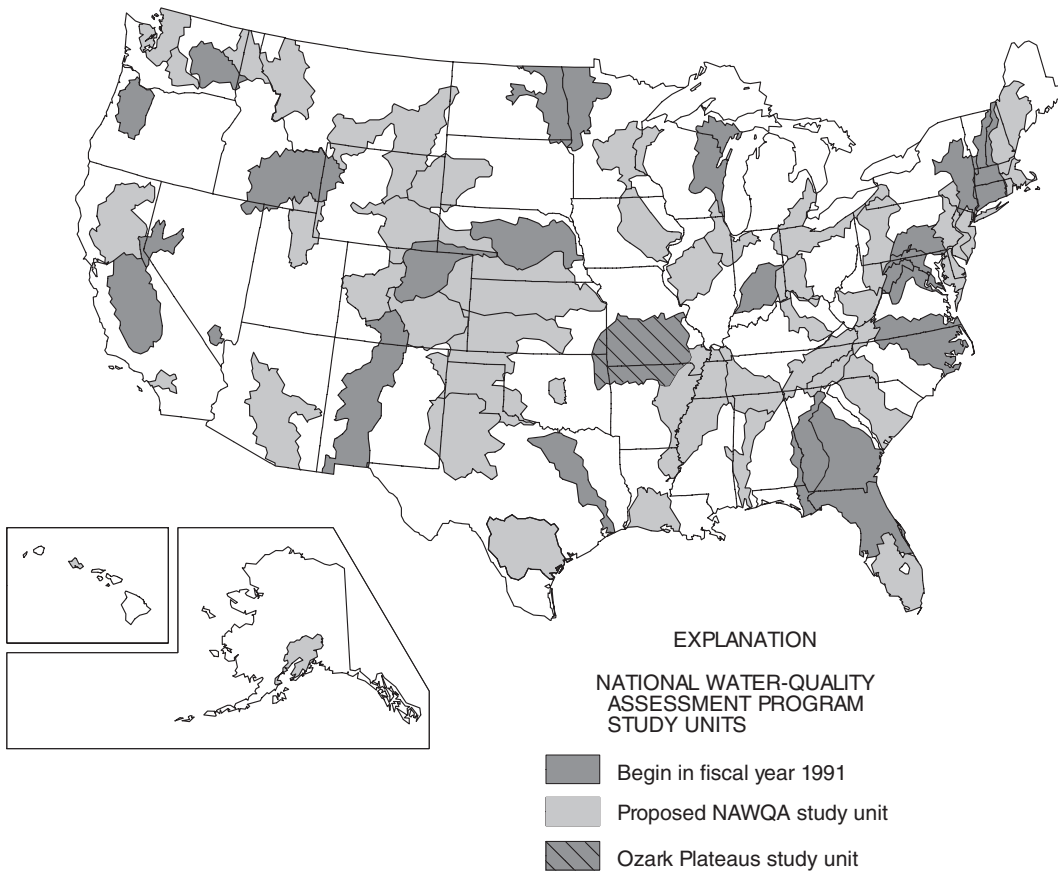 EXPLANATION
NATIONAL WATER-QUALITY
ASSESSMENT PROGRAM
STUDY UNITS
Begin in fiscal year 1991
Proposed NAWQA study unit
Ozark Plateaus study unit